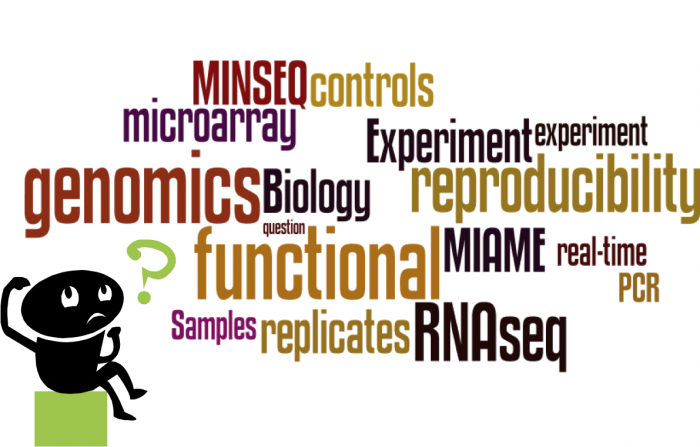 MINSEQ controls
microarray
Experiment experiment
genomics Biology reproducibility
question
functional MIAME real-time
PCR
Samples replicates RNAseq
?